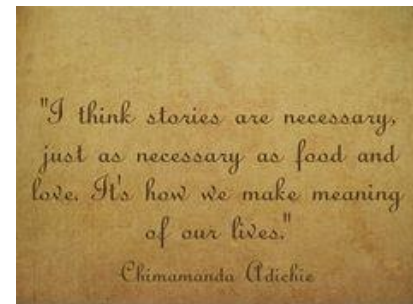 "I think stories are necessary,
just as necessary as food and
love. It's how we make meaning
of our lives."
Chimamanda Adichie